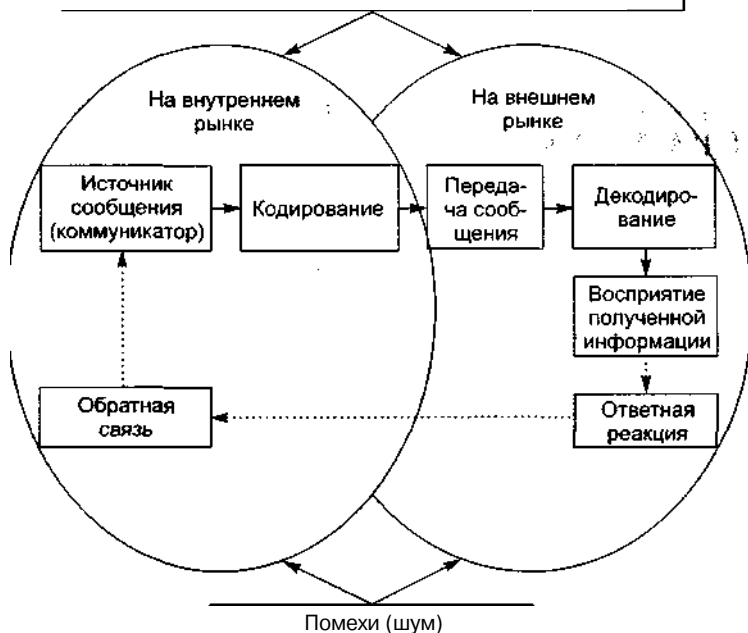 На внутреннем
рынке
На внешнем
рынке
Источник
сообщения
(коммуникатор)
Кодирование
Переда-
ча сооб-
щения
Декодиро-
вание
Восприятие
полученной
информации
Обратная
связь
Ответная
реакция
Помехи (шум)